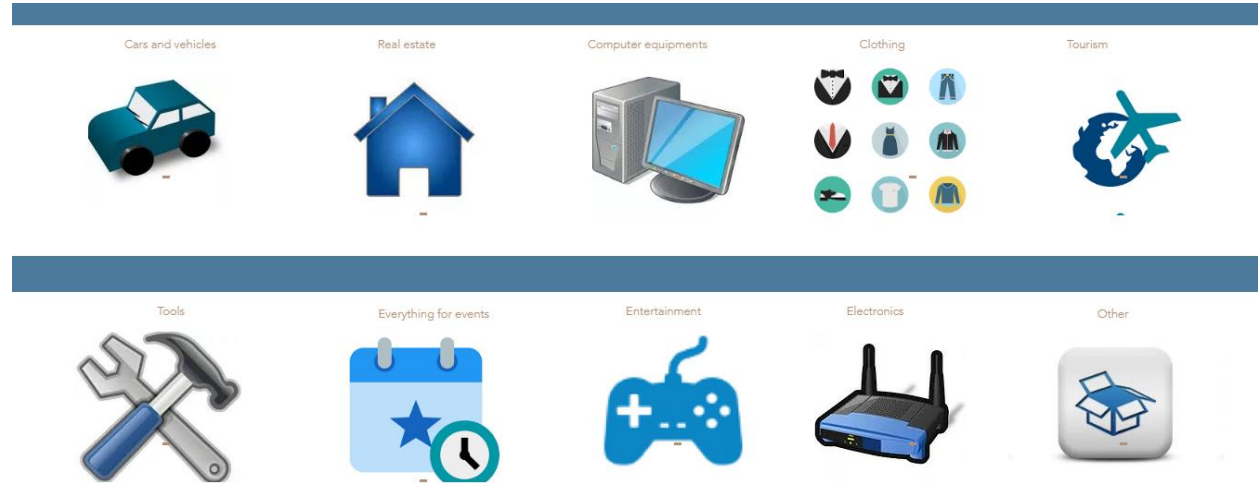 Cars and vehicles
Real estate
Computer equipments
Clothing
Tourism
Tools
Everything for events
Entertainment
Electronics
Other